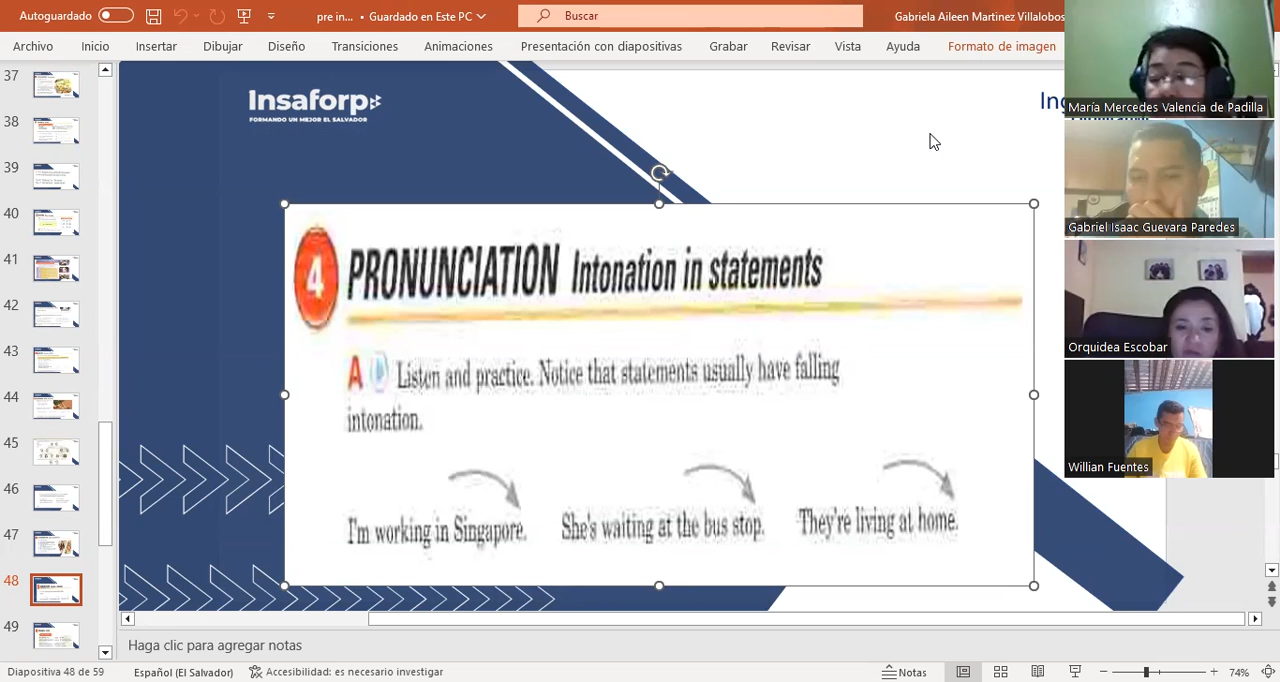 Autoguardado
pre in... • Guardado en Este PC
Buscar
Gabriela Aileen Martinez Villalobos
Archivo Inicio Insertar Dibujar Diseño Transiciones Animaciones Presentación con diapositivas Grabar Revisar Vista Ayuda Formato de imagen
37
38
39
40
41
42
43
44
45
46
47
48
49
Insaforp
FORMANDO UN MEJOR EL SALVADOR
4 PRONUNCIATION Intonation in statements
A Listen and practice. Notice that statements usually have falling
intonation.
I'm working in Singapore. She's waiting at the bus stop. They're living at home.
María Mercedes Valencia de Padilla
Gabriel Isaac Guevara Paredes
Orquidea Escobar
Willian Fuentes
Haga clic para agregar notas
Diapositiva 48 de 59 Español (El Salvador) Accesibilidad: es necesario investigar Notas 74%